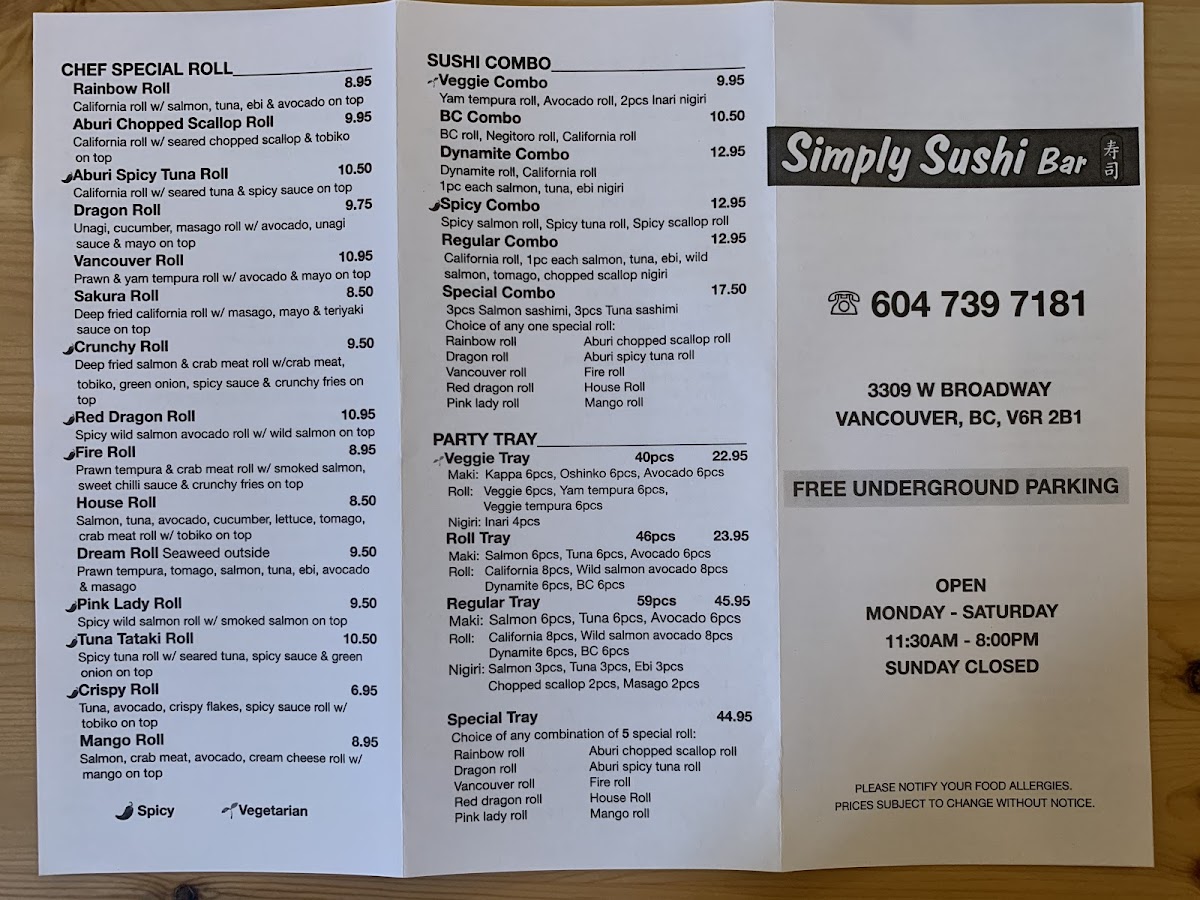 CHEF SPECIAL ROLL
Rainbow Roll 8.95
California roll w/ salmon, tuna, ebi & avocado on top
Aburi Chopped Scallop Roll 9.95
California roll w/ seared chopped scallop & tobiko
on top
Aburi Spicy Tuna Roll 10.50
California roll w/ seared tuna & spicy sauce on top
Dragon Roll 9.75
Unagi, cucumber, masago roll w/ avocado, unagi
sauce & mayo on top
Vancouver Roll 10.95
Prawn & yam tempura roll w/ avocado & mayo on top
Sakura Roll 8.50
Deep fried california roll w/ masago, mayo & teriyaki
sauce on top
Crunchy Roll 9.50
Deep fried salmon & crab meat roll w/crab meat,
tobiko, green onion, spicy sauce & crunchy fries on
top
Red Dragon Roll 10.95
Spicy wild salmon avocado roll w/ wild salmon on top
Fire Roll 8.95
Prawn tempura & crab meat roll w/ smoked salmon,
sweet chilli sauce & crunchy fries on top
House Roll 8.50
Salmon, tuna, avocado, cucumber, lettuce, tomago,
crab meat roll w/ tobiko on top
Dream Roll Seaweed outside 9.50
Prawn tempura, tomago, salmon, tuna, ebi, avocado
& masago
Pink Lady Roll 9.50
Spicy wild salmon roll w/ smoked salmon on top
Tuna Tataki Roll 10.50
Spicy tuna roll w/ seared tuna, spicy sauce & green
onion on top
Crispy Roll 6.95
Tuna, avocado, crispy flakes, spicy sauce roll w/
tobiko on top
Mango Roll 8.95
Salmon, crab meat, avocado, cream cheese roll w/
mango on top
Spicy Vegetarian
SUSHI COMBO
Veggie Combo 9.95
Yam tempura roll, Avocado roll, 2pcs Inari nigiri
BC Combo 10.50
BC roll, Negitoro roll, California roll
Dynamite Combo 12.95
Dynamite roll, California roll
1pc each salmon, tuna, ebi nigiri
Spicy Combo 12.95
Spicy salmon roll, Spicy tuna roll, Spicy scallop roll
Regular Combo 12.95
California roll, 1pc each salmon, tuna, ebi, wild
salmon, tomago, chopped scallop nigiri
Special Combo 17.50
3pcs Salmon sashimi, 3pcs Tuna sashimi
Choice of any one special roll:
Rainbow roll Aburi chopped scallop roll
Dragon roll Aburi spicy tuna roll
Vancouver roll Fire roll
Red dragon roll House Roll
Pink lady roll Mango roll
PARTY TRAY
Veggie Tray 40pcs 22.95
Maki: Kappa 6pcs, Oshinko 6pcs, Avocado 6pcs
Roll: Veggie 6pcs, Yam tempura 6pcs,
Veggie tempura 6pcs
Nigiri: Inari 4pcs
Roll Tray 46pcs 23.95
Maki: Salmon 6pcs, Tuna 6pcs, Avocado 6pcs
Roll: California 8pcs, Wild salmon avocado 8pcs
Dynamite 6pcs, BC 6pcs
Regular Tray 59pcs 45.95
Maki: Salmon 6pcs, Tuna 6pcs, Avocado 6pcs
Roll: California 8pcs, Wild salmon avocado 8pcs
Dynamite 6pcs, BC 6pcs
Nigiri: Salmon 3pcs, Tuna 3pcs, Ebi 3pcs
Chopped scallop 2pcs, Masago 2pcs
Special Tray 44.95
Choice of any combination of 5 special roll:
Rainbow roll Aburi chopped scallop roll
Dragon roll Aburi spicy tuna roll
Vancouver roll Fire roll
Red dragon roll House Roll
Pink lady roll Mango roll
Simply Sushi Bar 寿司
604 739 7181
3309 W BROADWAY
VANCOUVER, BC, V6R 2B1
FREE UNDERGROUND PARKING
OPEN
MONDAY - SATURDAY
11:30AM - 8:00PM
SUNDAY CLOSED
PLEASE NOTIFY YOUR FOOD ALLERGIES.
PRICES SUBJECT TO CHANGE WITHOUT NOTICE.